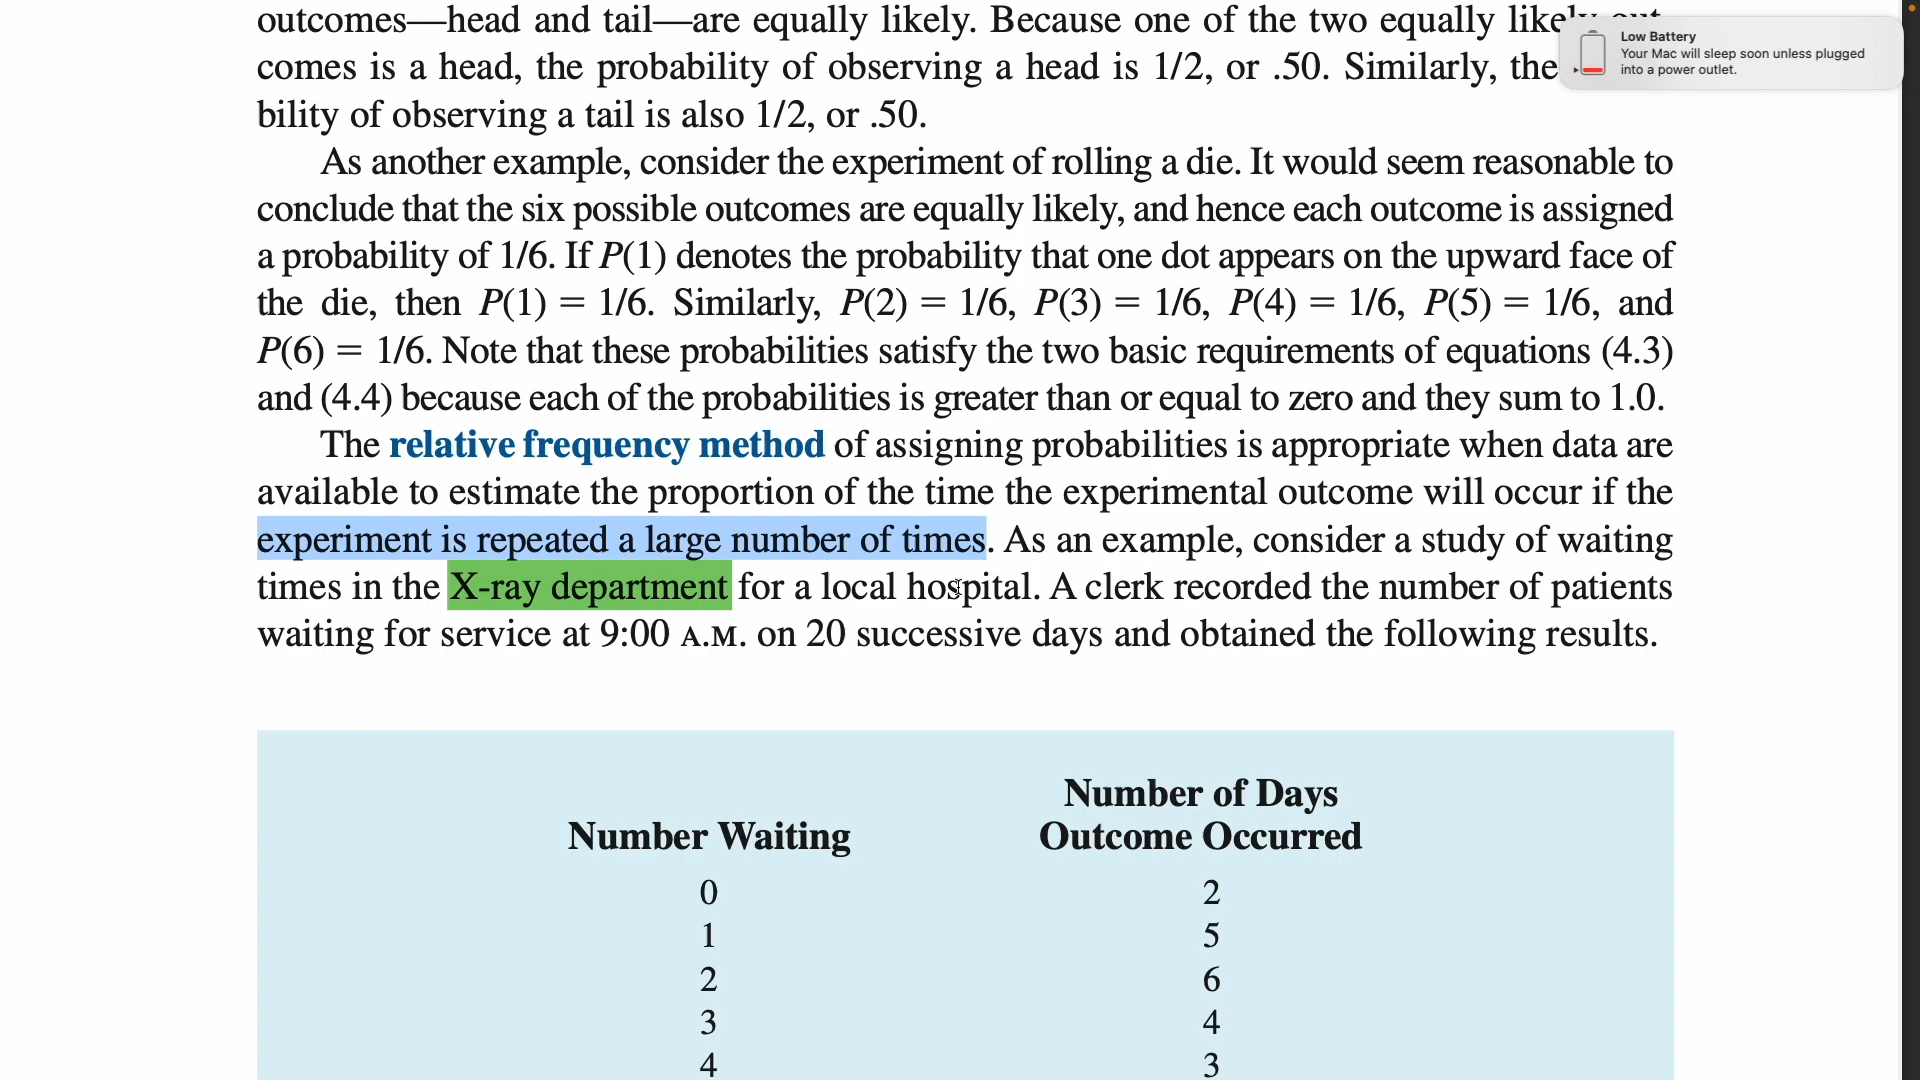 outcomes—head and tail—are equally likely. Because one of the two equally likely out-
comes is a head, the probability of observing a head is 1/2, or .50. Similarly, the
bility of observing a tail is also 1/2, or .50.
Low Battery
Your Mac will sleep soon unless plugged
into a power outlet.
As another example, consider the experiment of rolling a die. It would seem reasonable to
conclude that the six possible outcomes are equally likely, and hence each outcome is assigned
a probability of 1/6. If P(1) denotes the probability that one dot appears on the upward face of
the die, then P(1) = 1/6. Similarly, P(2) = 1/6, P(3) = 1/6, P(4) = 1/6, P(5) = 1/6, and
P(6) = 1/6. Note that these probabilities satisfy the two basic requirements of equations (4.3)
and (4.4) because each of the probabilities is greater than or equal to zero and they sum to 1.0.
The relative frequency method of assigning probabilities is appropriate when data are
available to estimate the proportion of the time the experimental outcome will occur if the
experiment is repeated a large number of times. As an example, consider a study of waiting
times in the X-ray department for a local hospital. A clerk recorded the number of patients
waiting for service at 9:00 A.M. on 20 successive days and obtained the following results.
Number of Days
Number Waiting Outcome Occurred
0 2
1 5
2 6
3 4
4 3